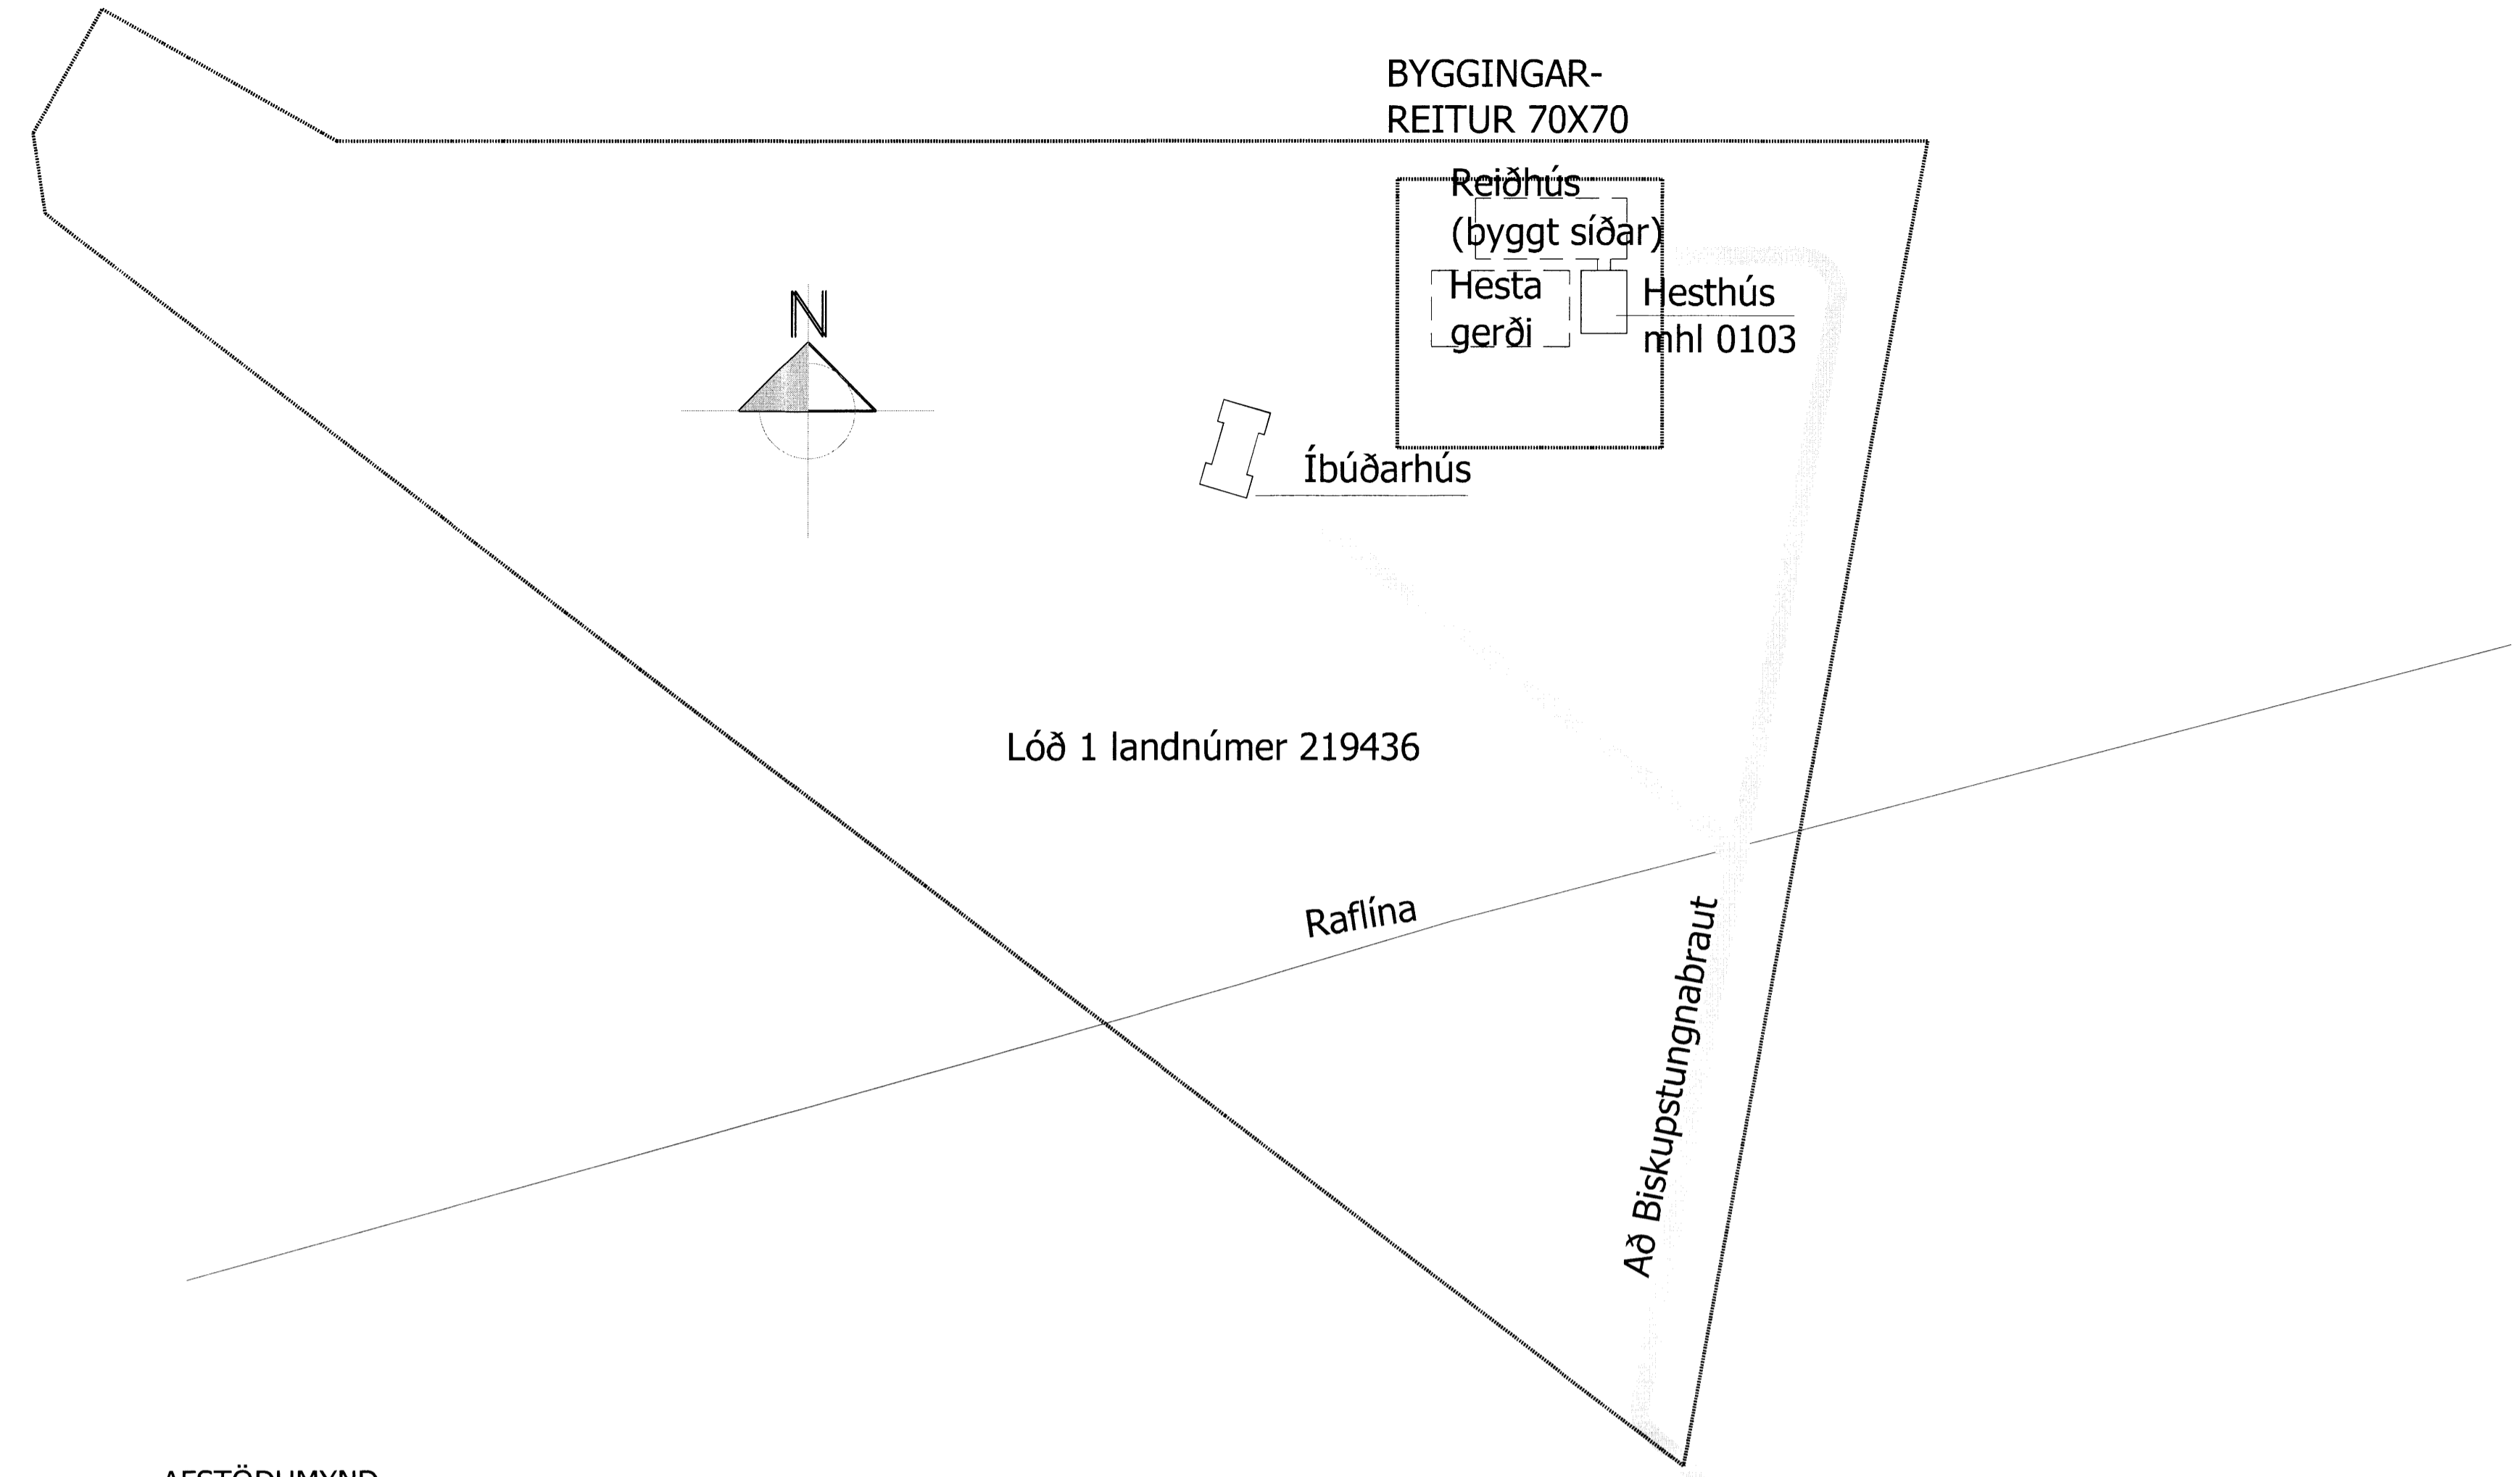 BYGGINGAR-
REITUR 70X70
Reiðhús
(byggt síðar)
Hesta
gerði
Hesthús
mhl 0103
N
Íbúðarhús
Lóð 1 landnúmer 219436
Raflína
Að Biskupstungnabraut
AFSTÖÐUMYND